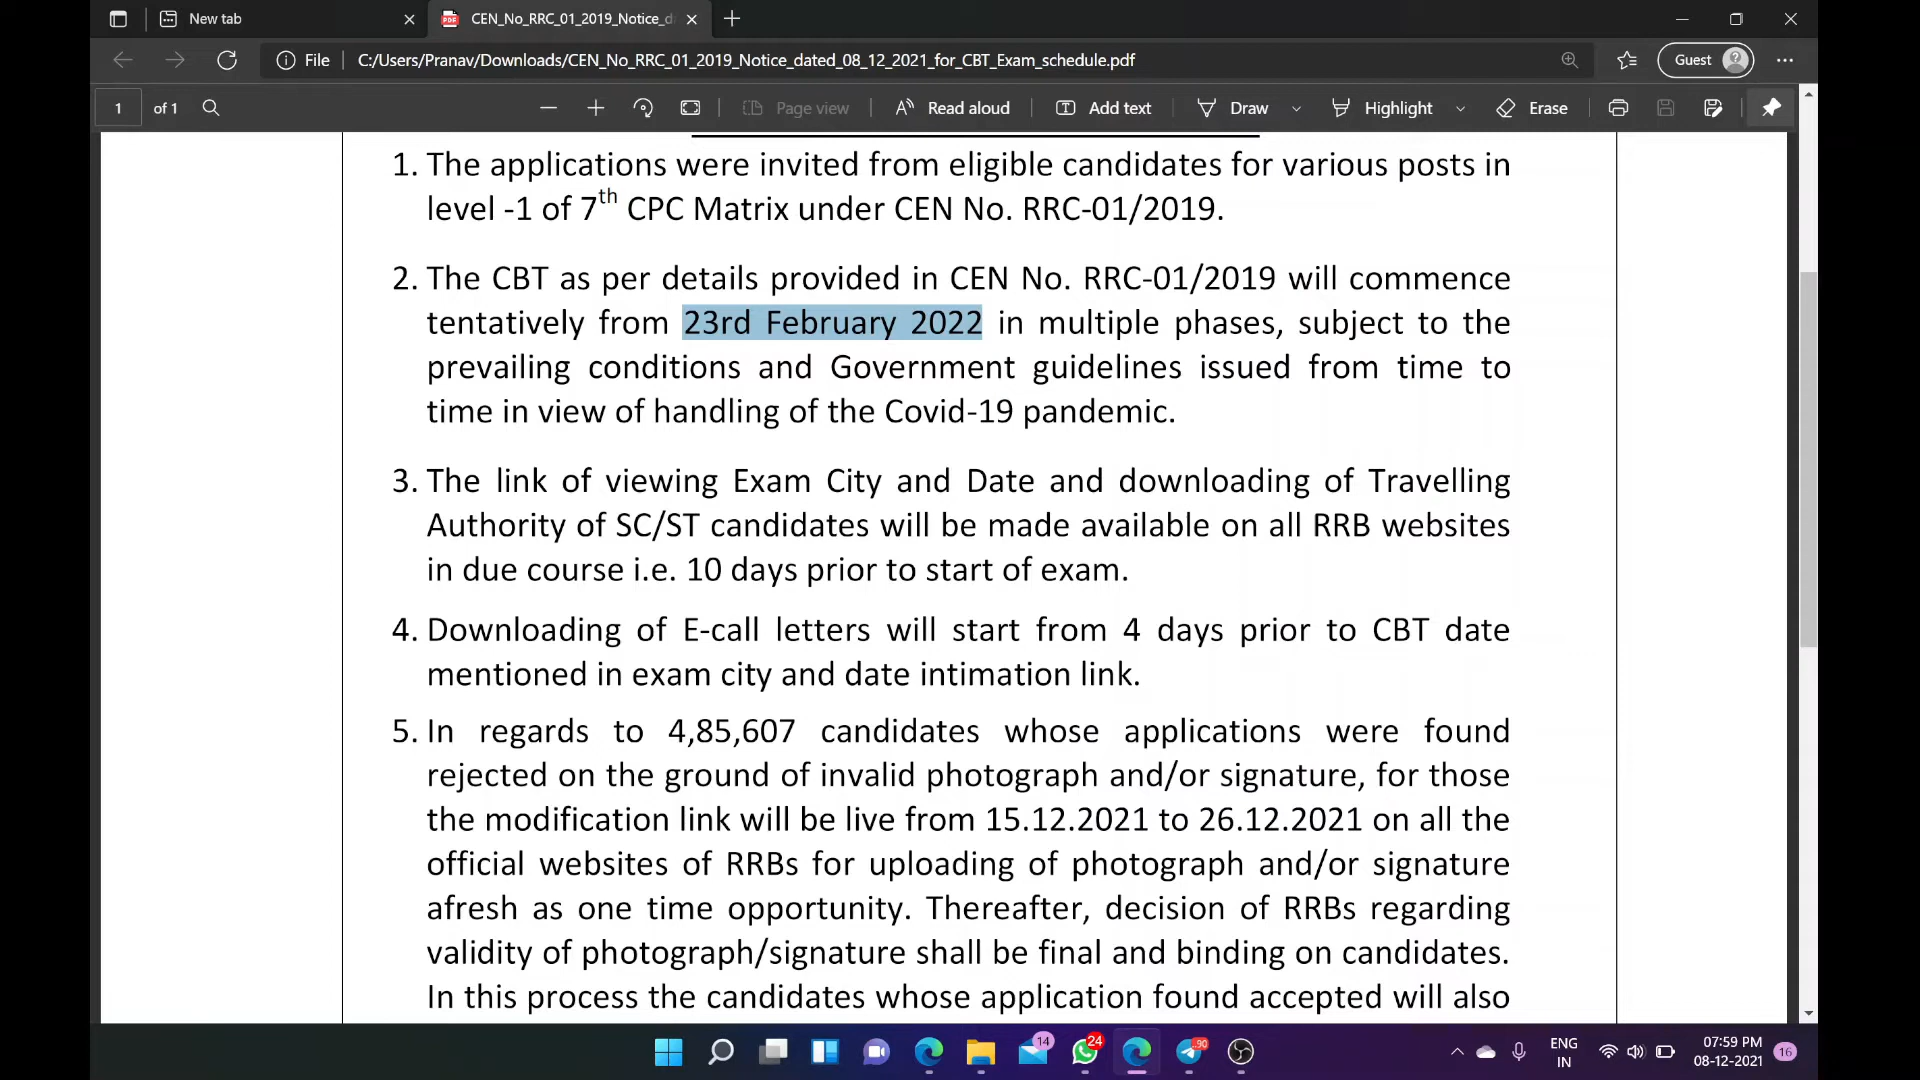 New tab
CEN_No_RRC_01_2019_Notice_d
File
C:/Users/Pranav/Downloads/CEN_No_RRC_01_2019_Notice_dated_08_12_2021_for_CBT_Exam_schedule.pdf
Guest
1 of 1
Page view
Read aloud
Add text
Draw
Highlight
Erase
1. The applications were invited from eligible candidates for various posts in
level -1 of 7th CPC Matrix under CEN No. RRC-01/2019.
2. The CBT as per details provided in CEN No. RRC-01/2019 will commence
tentatively from 23rd February 2022 in multiple phases, subject to the
prevailing conditions and Government guidelines issued from time to
time in view of handling of the Covid-19 pandemic.
3. The link of viewing Exam City and Date and downloading of Travelling
Authority of SC/ST candidates will be made available on all RRB websites
in due course i.e. 10 days prior to start of exam.
4. Downloading of E-call letters will start from 4 days prior to CBT date
mentioned in exam city and date intimation link.
5. In regards to 4,85,607 candidates whose applications were found
rejected on the ground of invalid photograph and/or signature, for those
the modification link will be live from 15.12.2021 to 26.12.2021 on all the
official websites of RRBs for uploading of photograph and/or signature
afresh as one time opportunity. Thereafter, decision of RRBs regarding
validity of photograph/signature shall be final and binding on candidates.
In this process the candidates whose application found accepted will also
14
24
90
ENG
IN
07:59 PM
08-12-2021
16